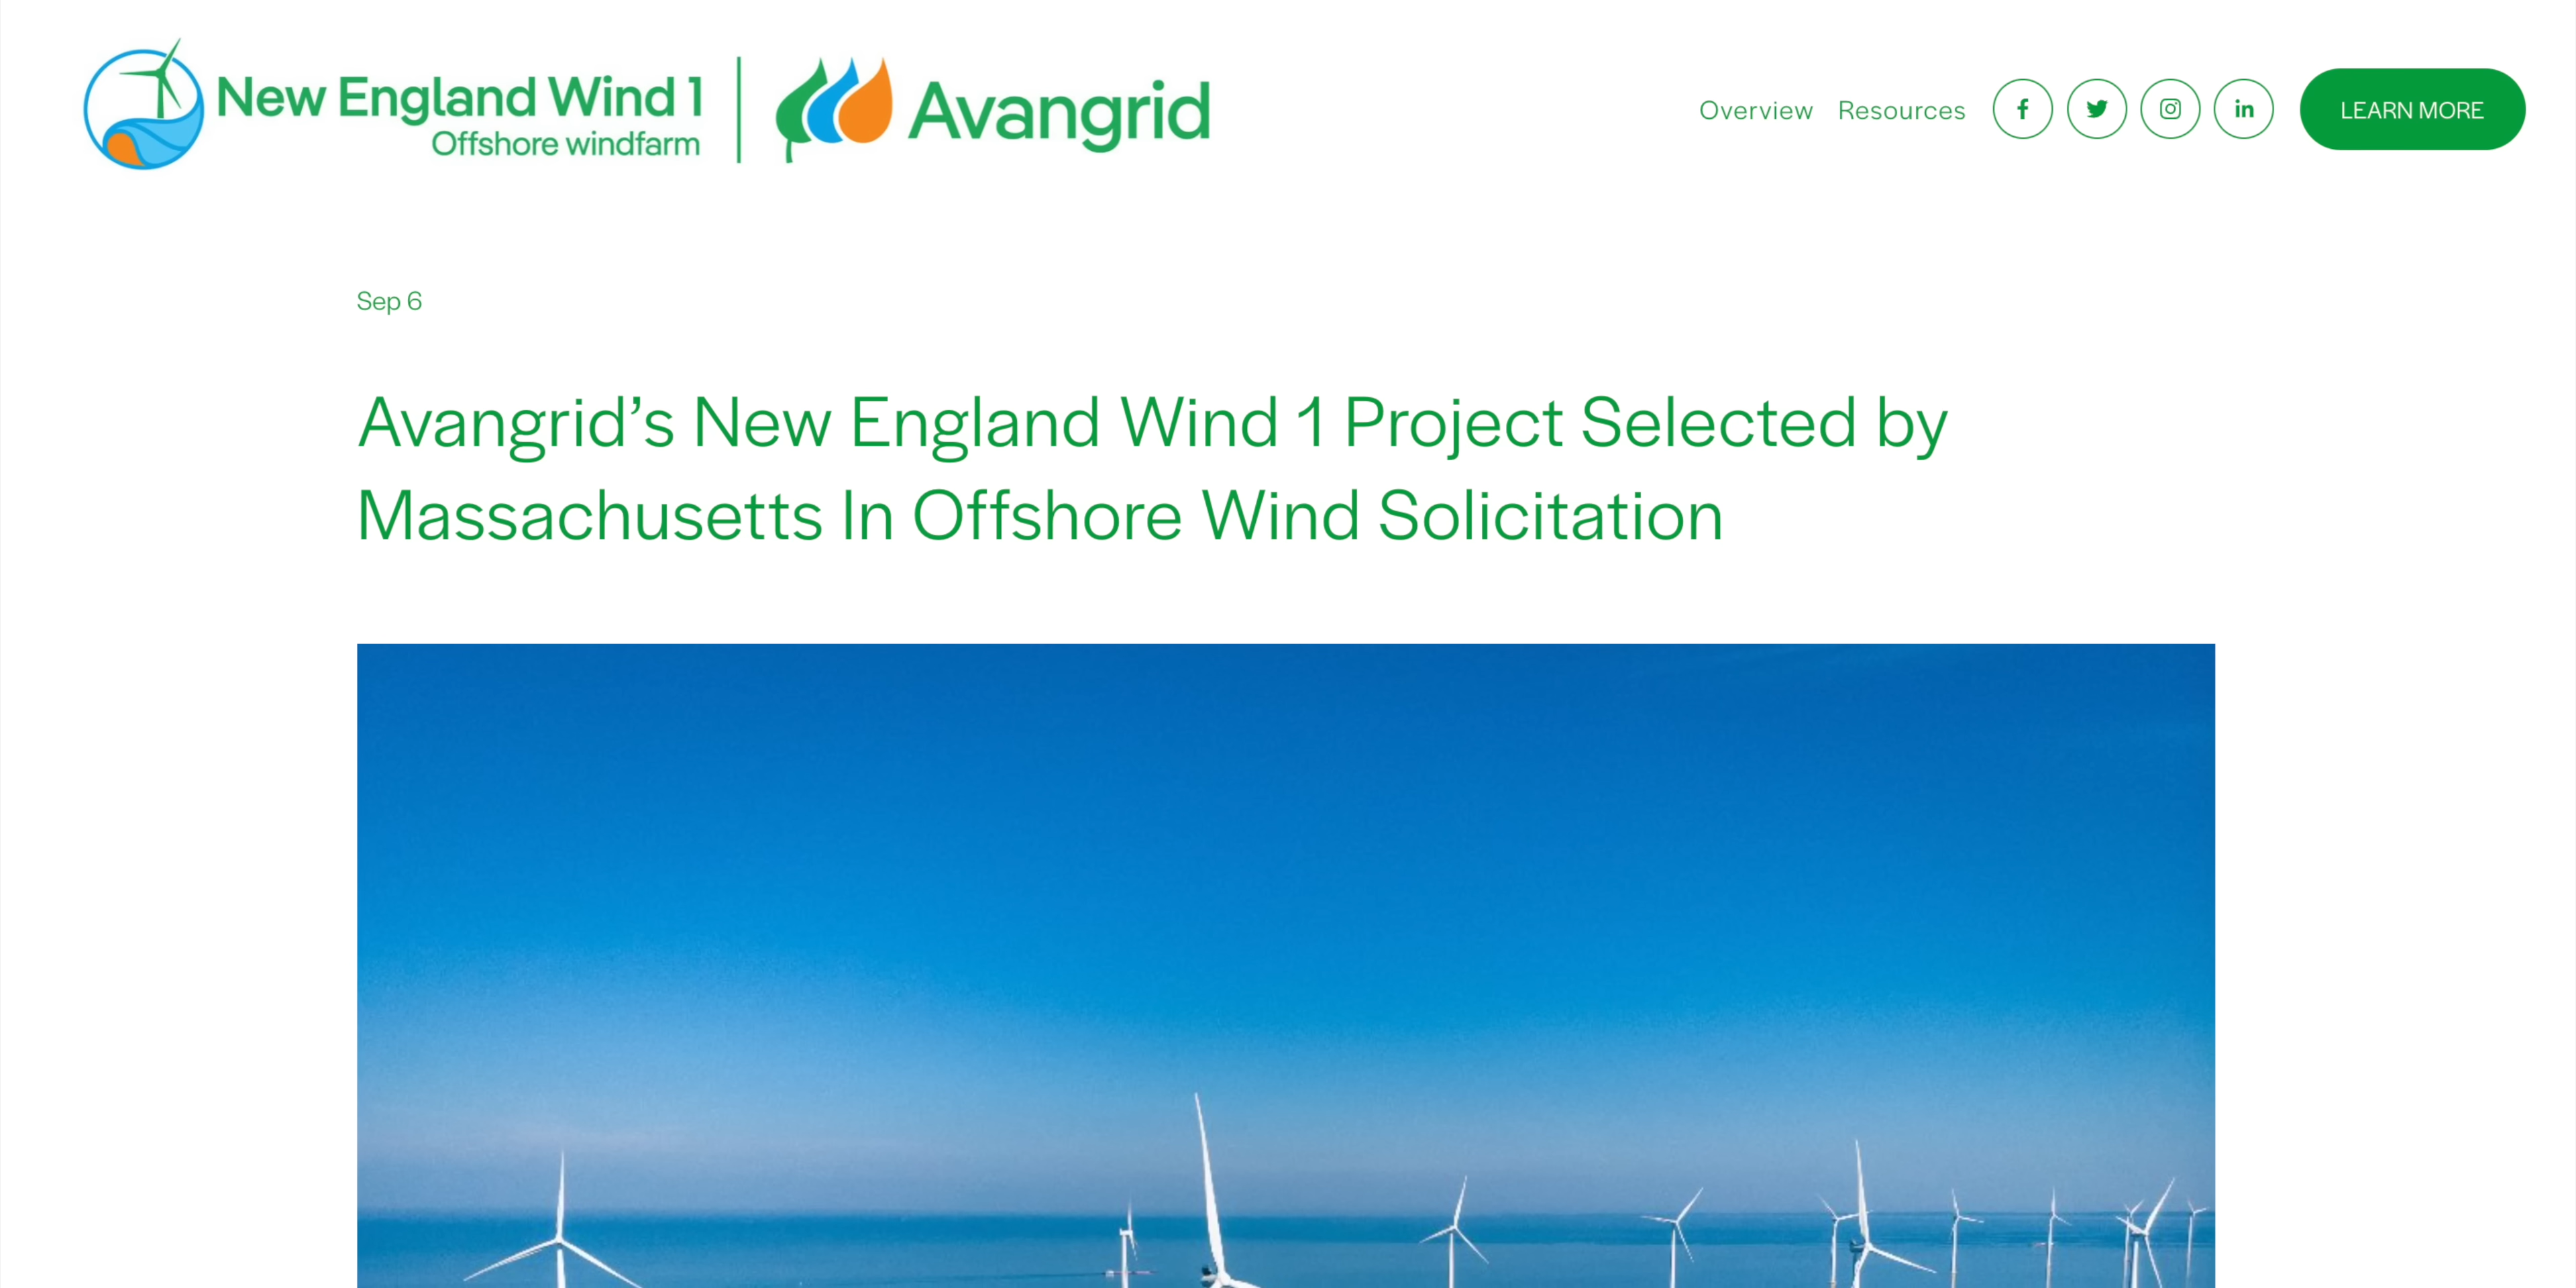 New England Wind 1
Offshore windfarm
Avangrid
Overview Resources
LEARN MORE
Sep 6
Avangrid’s New England Wind 1 Project Selected by
Massachusetts In Offshore Wind Solicitation